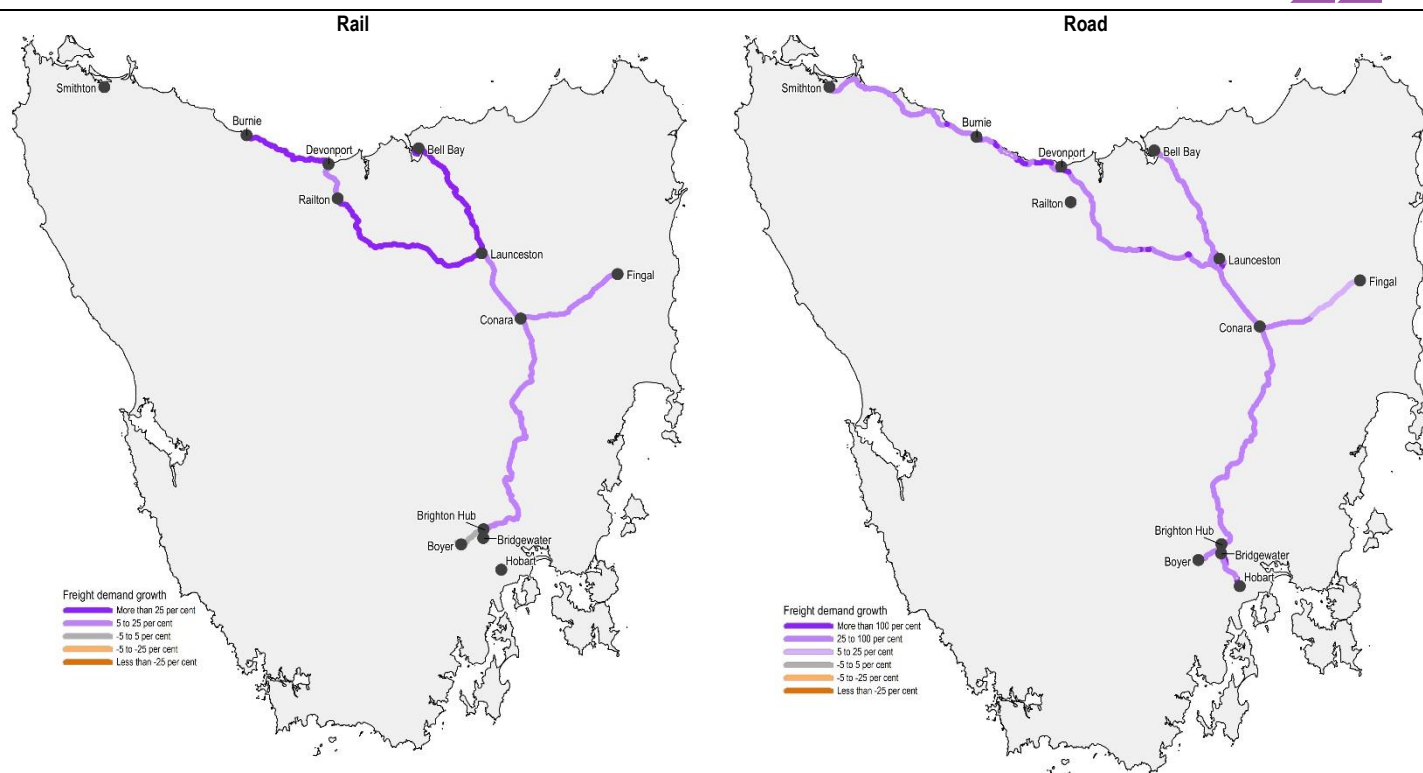 Rail
Smithton
Burnie
Devonport
Bell Bay
Railton
Launceston
Fingal
Conara
Brighton Hub
Bridgewater
Boyer
Hobart
Freight demand growth
More than 25 per cent
5 to 25 per cent
-5 to 5 per cent
-5 to -25 per cent
Less than -25 per cent
Road
Smithton
Burnie
Devonport
Bell Bay
Railton
Launceston
Fingal
Conara
Brighton Hub
Bridgewater
Boyer
Hobart
Freight demand growth
More than 100 per cent
25 to 100 per cent
5 to 25 per cent
-5 to 5 per cent
-5 to -25 per cent
Less than -25 per cent